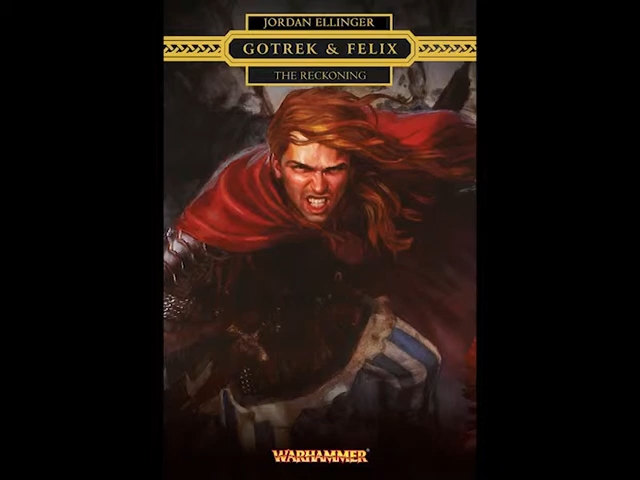 JORDAN ELLINGER
GOTREK & FELIX
THE RECKONING
WARHAMMER®